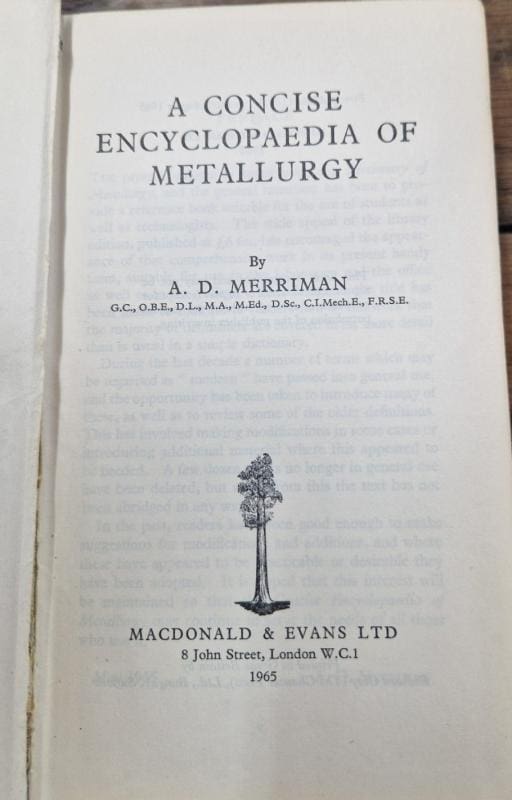 A CONCISE
ENCYCLOPAEDIA OF
METALLURGY
By
A. D. MERRIMAN
G.C., O.B.E., D.L., M.A., M.Ed., D.Sc., C.I.Mech.E., F.R.S.E.
MACDONALD & EVANS LTD
8 John Street, London W.C.1
1965